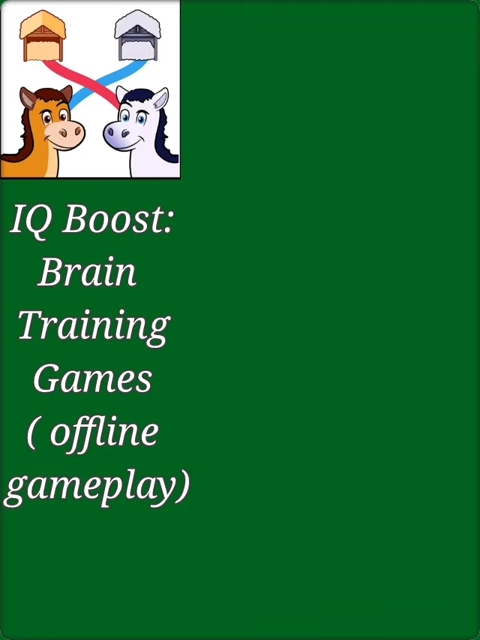 IQ Boost:
Brain
Training
Games
( offline
gameplay)